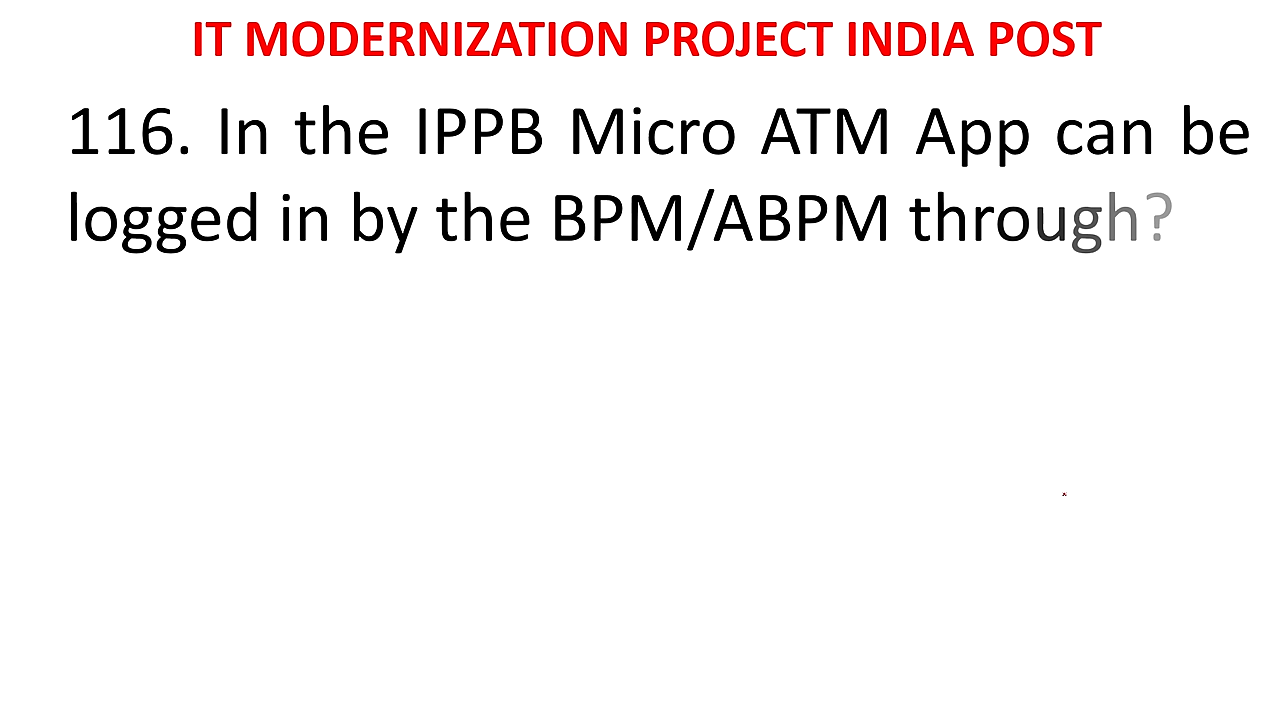 IT MODERNIZATION PROJECT INDIA POST
116. In the IPPB Micro ATM App can be
logged in by the BPM/ABPM through?